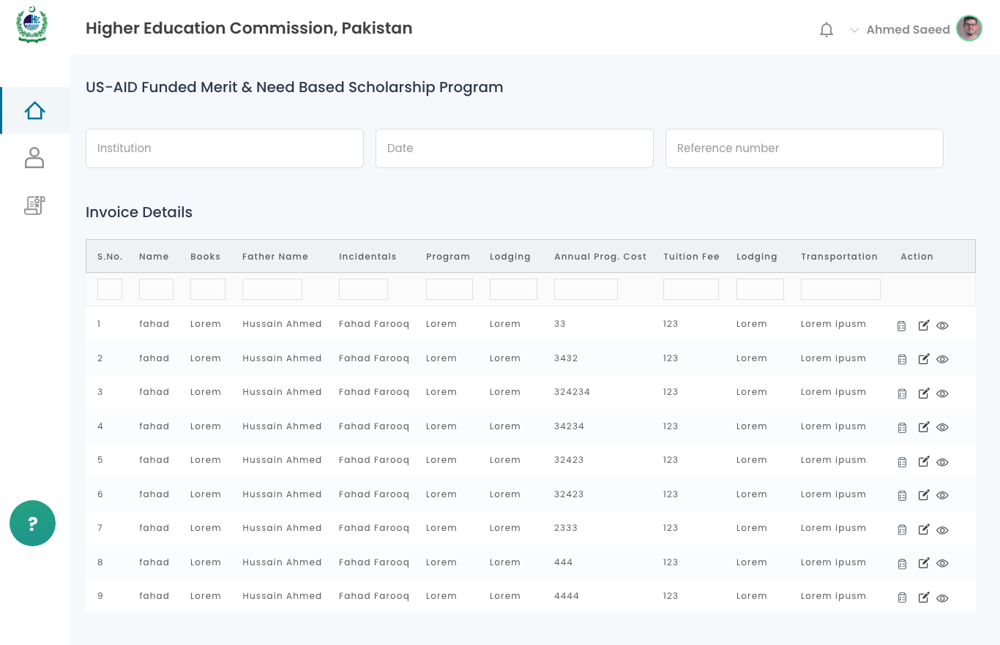 HEC
Higher Education Commission, Pakistan
Ahmed Saeed
US-AID Funded Merit & Need Based Scholarship Program
Institution Date Reference number
Invoice Details
S.No. Name Books Father Name Incidentals Program Lodging Annual Prog. Cost Tuition Fee Lodging Transportation Action
1 fahad Lorem Hussain Ahmed Fahad Farooq Lorem Lorem 33 123 Lorem Lorem ipusm
2 fahad Lorem Hussain Ahmed Fahad Farooq Lorem Lorem 3432 123 Lorem Lorem ipusm
3 fahad Lorem Hussain Ahmed Fahad Farooq Lorem Lorem 324234 123 Lorem Lorem ipusm
4 fahad Lorem Hussain Ahmed Fahad Farooq Lorem Lorem 34234 123 Lorem Lorem ipusm
5 fahad Lorem Hussain Ahmed Fahad Farooq Lorem Lorem 32423 123 Lorem Lorem ipusm
6 fahad Lorem Hussain Ahmed Fahad Farooq Lorem Lorem 32423 123 Lorem Lorem ipusm
7 fahad Lorem Hussain Ahmed Fahad Farooq Lorem Lorem 2333 123 Lorem Lorem ipusm
?
8 fahad Lorem Hussain Ahmed Fahad Farooq Lorem Lorem 444 123 Lorem Lorem ipusm
9 fahad Lorem Hussain Ahmed Fahad Farooq Lorem Lorem 4444 123 Lorem Lorem ipusm